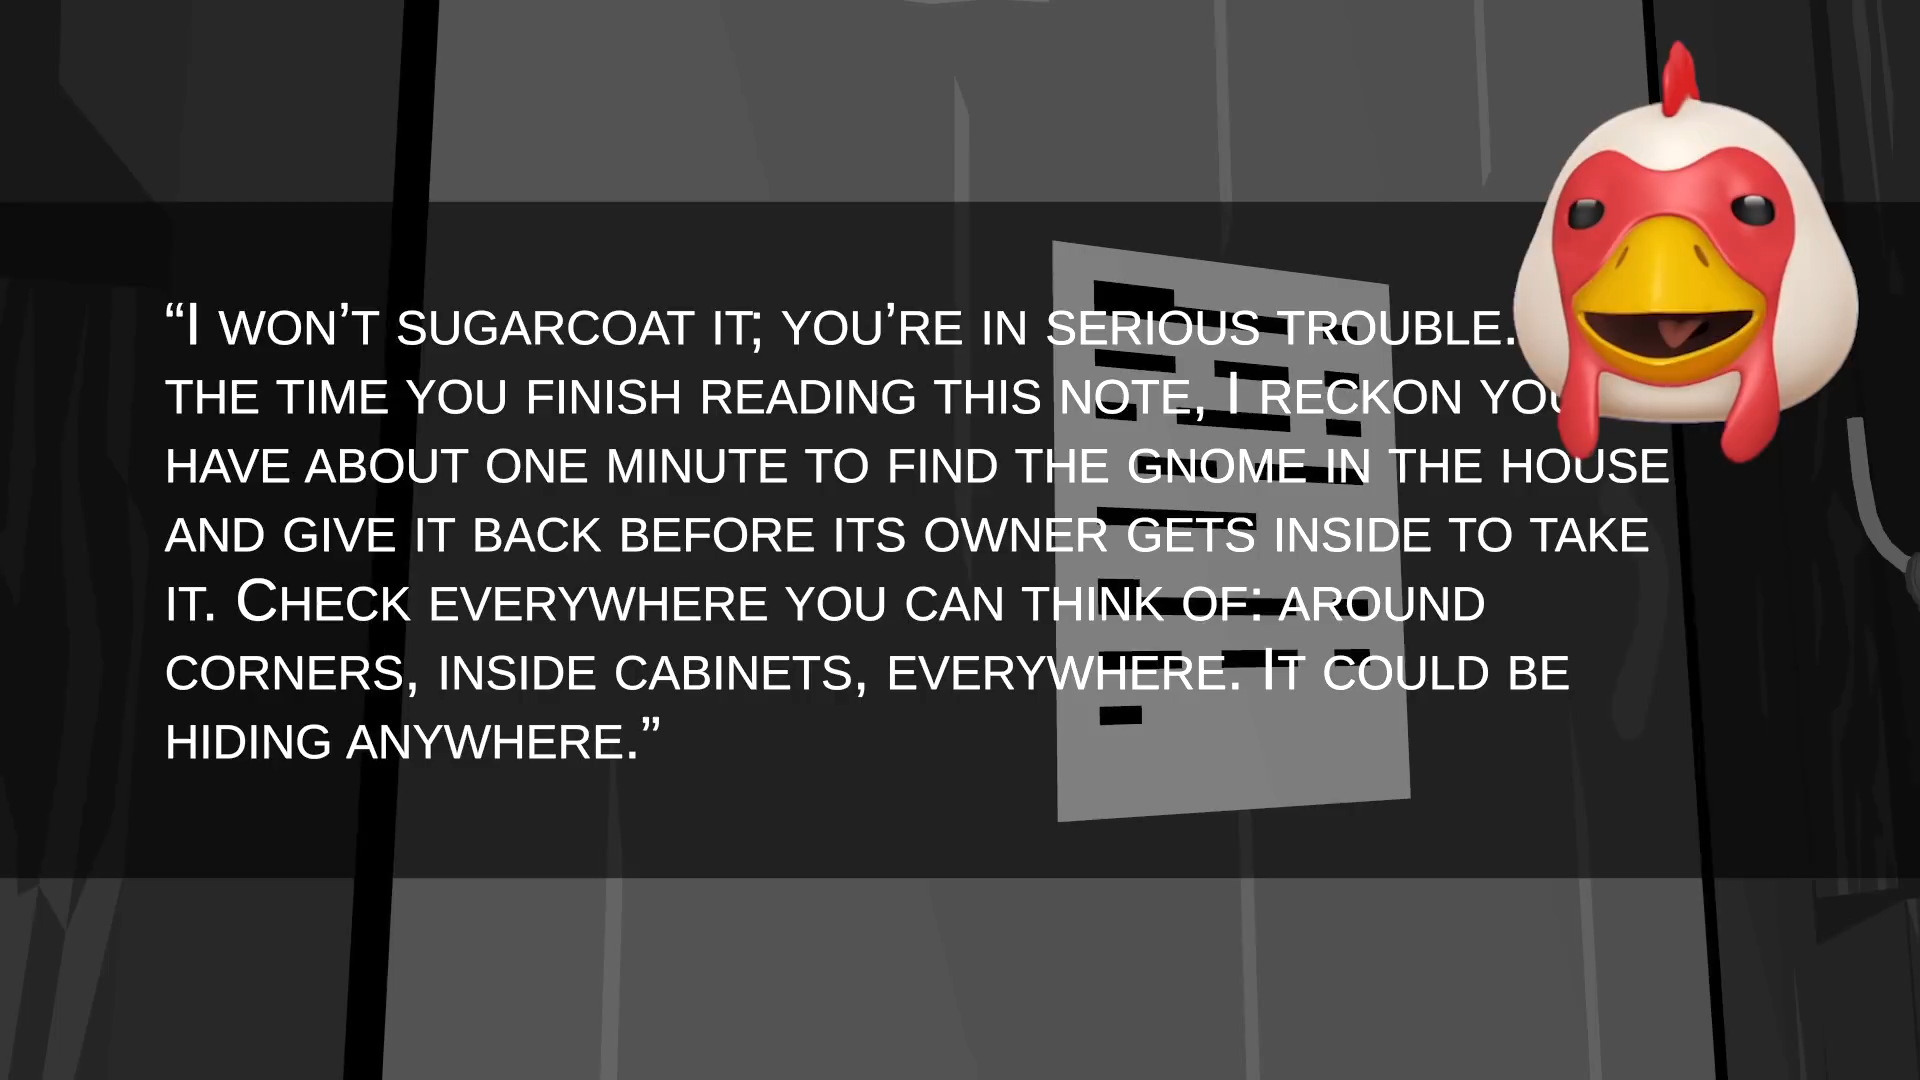 “I won’t sugarcoat it; you’re in serious trouble.
the time you finish reading this note, I reckon
have about one minute to find the gnome in the house
and give it back before its owner gets inside to take
it. Check everywhere you can think of: around
corners, inside cabinets, everywhere. It could be
hiding anywhere.”